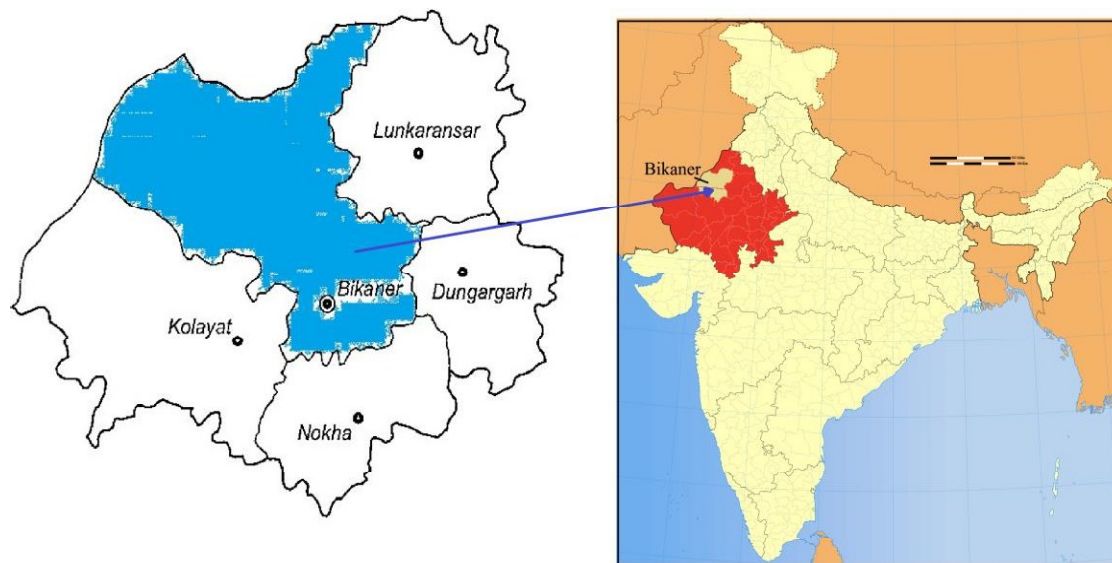 Lunkaransar
Bikaner
Dungargarh
Kolayat
Nokha
Bikaner